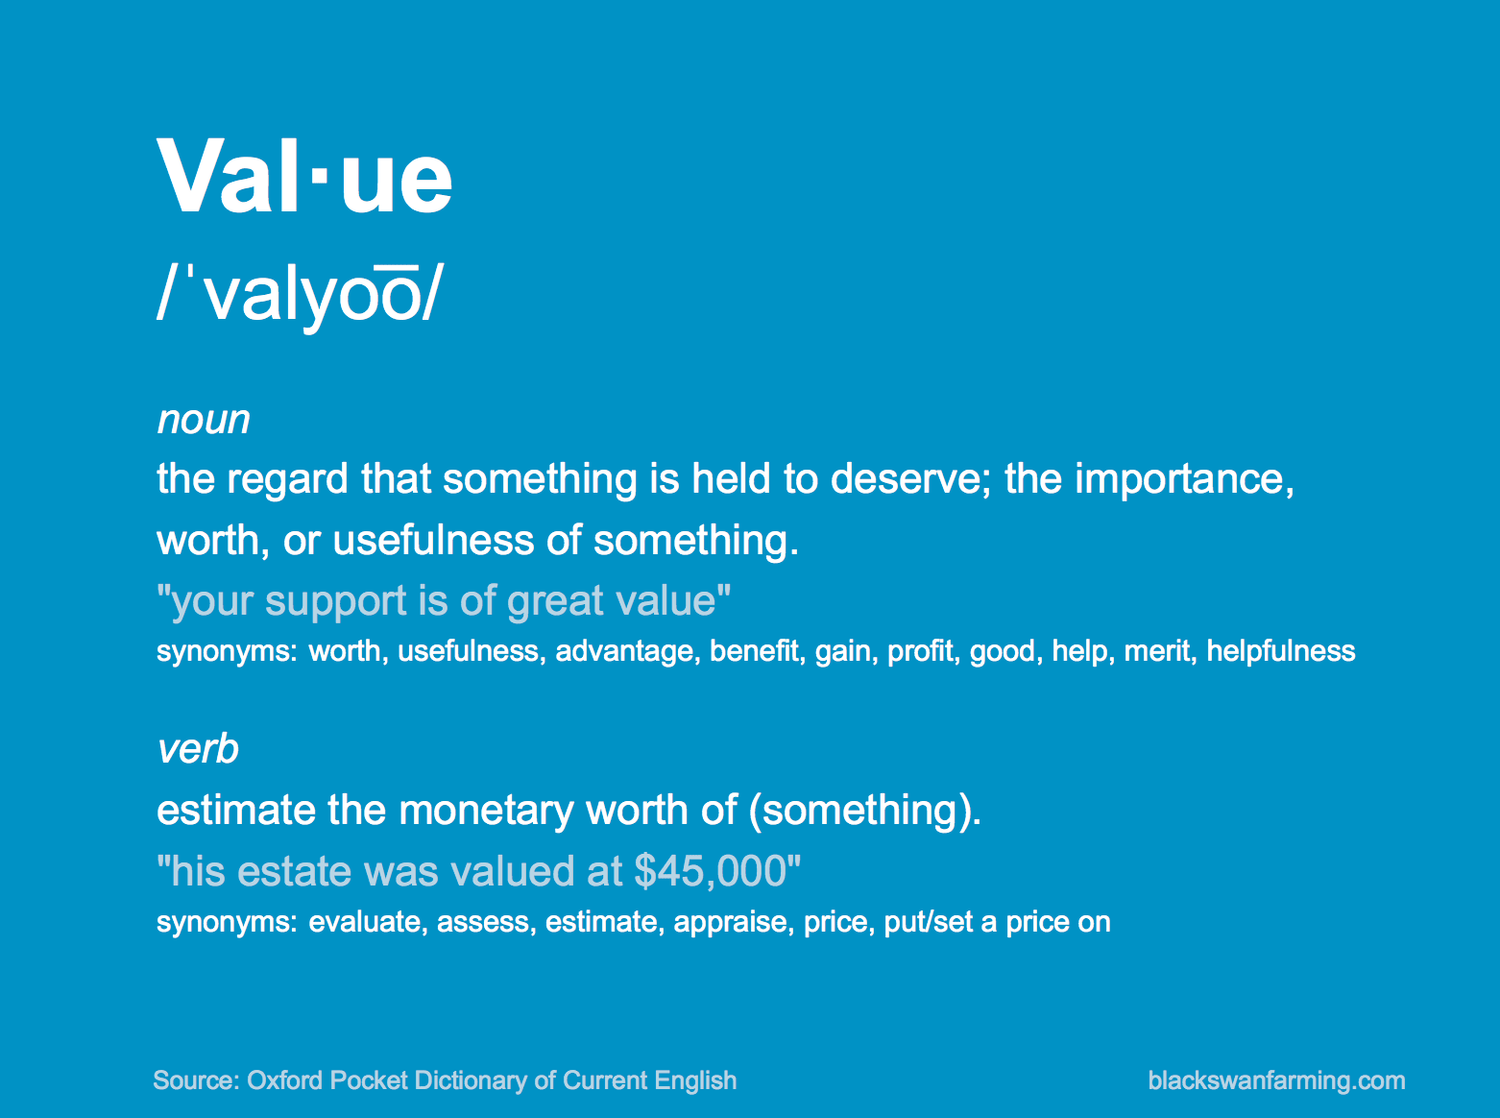 Val·ue
/ˈvalyo͞o/
noun
the regard that something is held to deserve; the importance,
worth, or usefulness of something.
"your support is of great value"
synonyms: worth, usefulness, advantage, benefit, gain, profit, good, help, merit, helpfulness
verb
estimate the monetary worth of (something).
"his estate was valued at $45,000"
synonyms: evaluate, assess, estimate, appraise, price, put/set a price on
Source: Oxford Pocket Dictionary of Current English
blackswanfarming.com